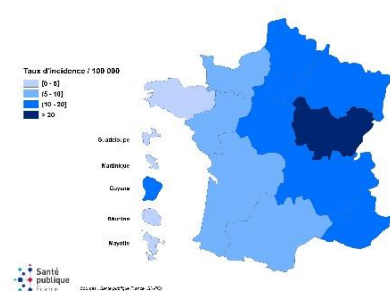 Taux d'incidence / 100 000
[0 - 5]
(5 - 10]
(10 - 20]
> 20
Guadeloupe
Martinique
Guyane
Réunion
Mayotte
Santé
publique
France